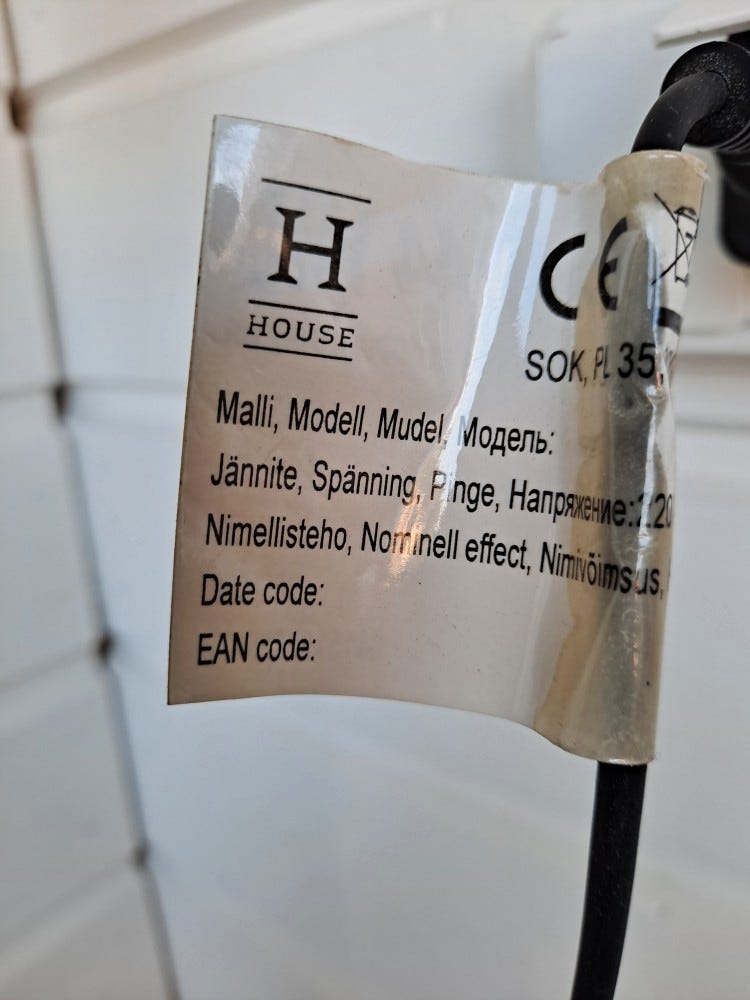 H
HOUSE
CE
SOK, PL 35,
Malli, Modell, Mudel, Модель:
Jännite, Spänning, Pinge, Напряжение: 220
Nimellisteho, Nominell effect, Nimivõimsus,
Date code:
EAN code: